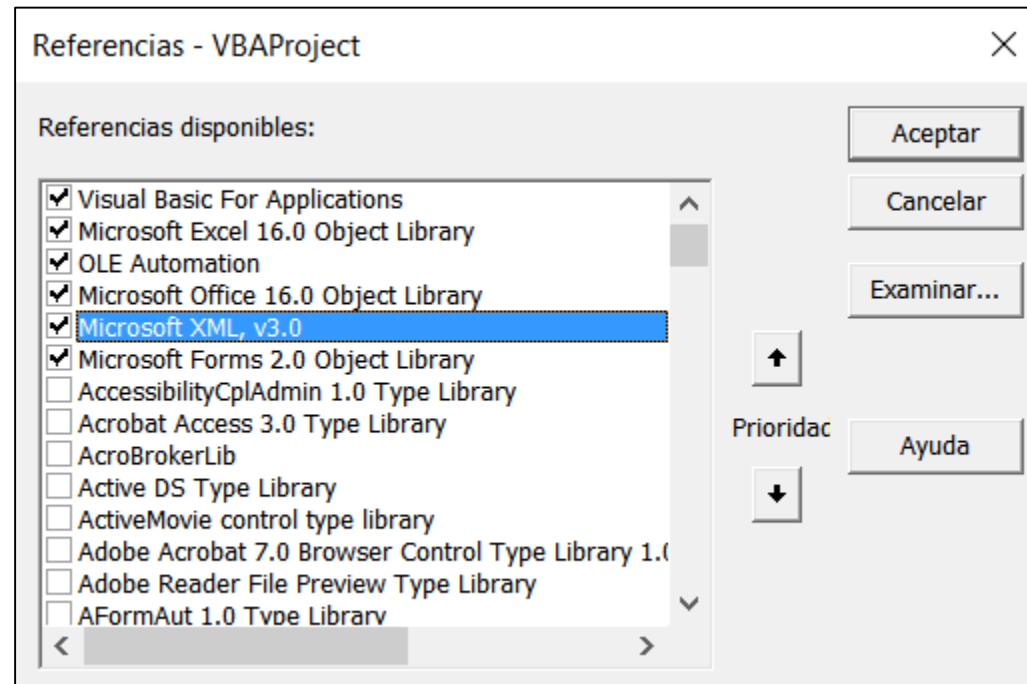 Referencias - VBAProject
Referencias disponibles:
Visual Basic For Applications
Microsoft Excel 16.0 Object Library
OLE Automation
Microsoft Office 16.0 Object Library
Microsoft XML, v3.0
Microsoft Forms 2.0 Object Library
AccessibilityCplAdmin 1.0 Type Library
Acrobat Access 3.0 Type Library
AcroBrokerLib
Active DS Type Library
ActiveMovie control type library
Adobe Acrobat 7.0 Browser Control Type Library 1.(
Adobe Reader File Preview Type Library
AFormAut 1.0 Type Library
Prioridad
Aceptar
Cancelar
Examinar...
Ayuda